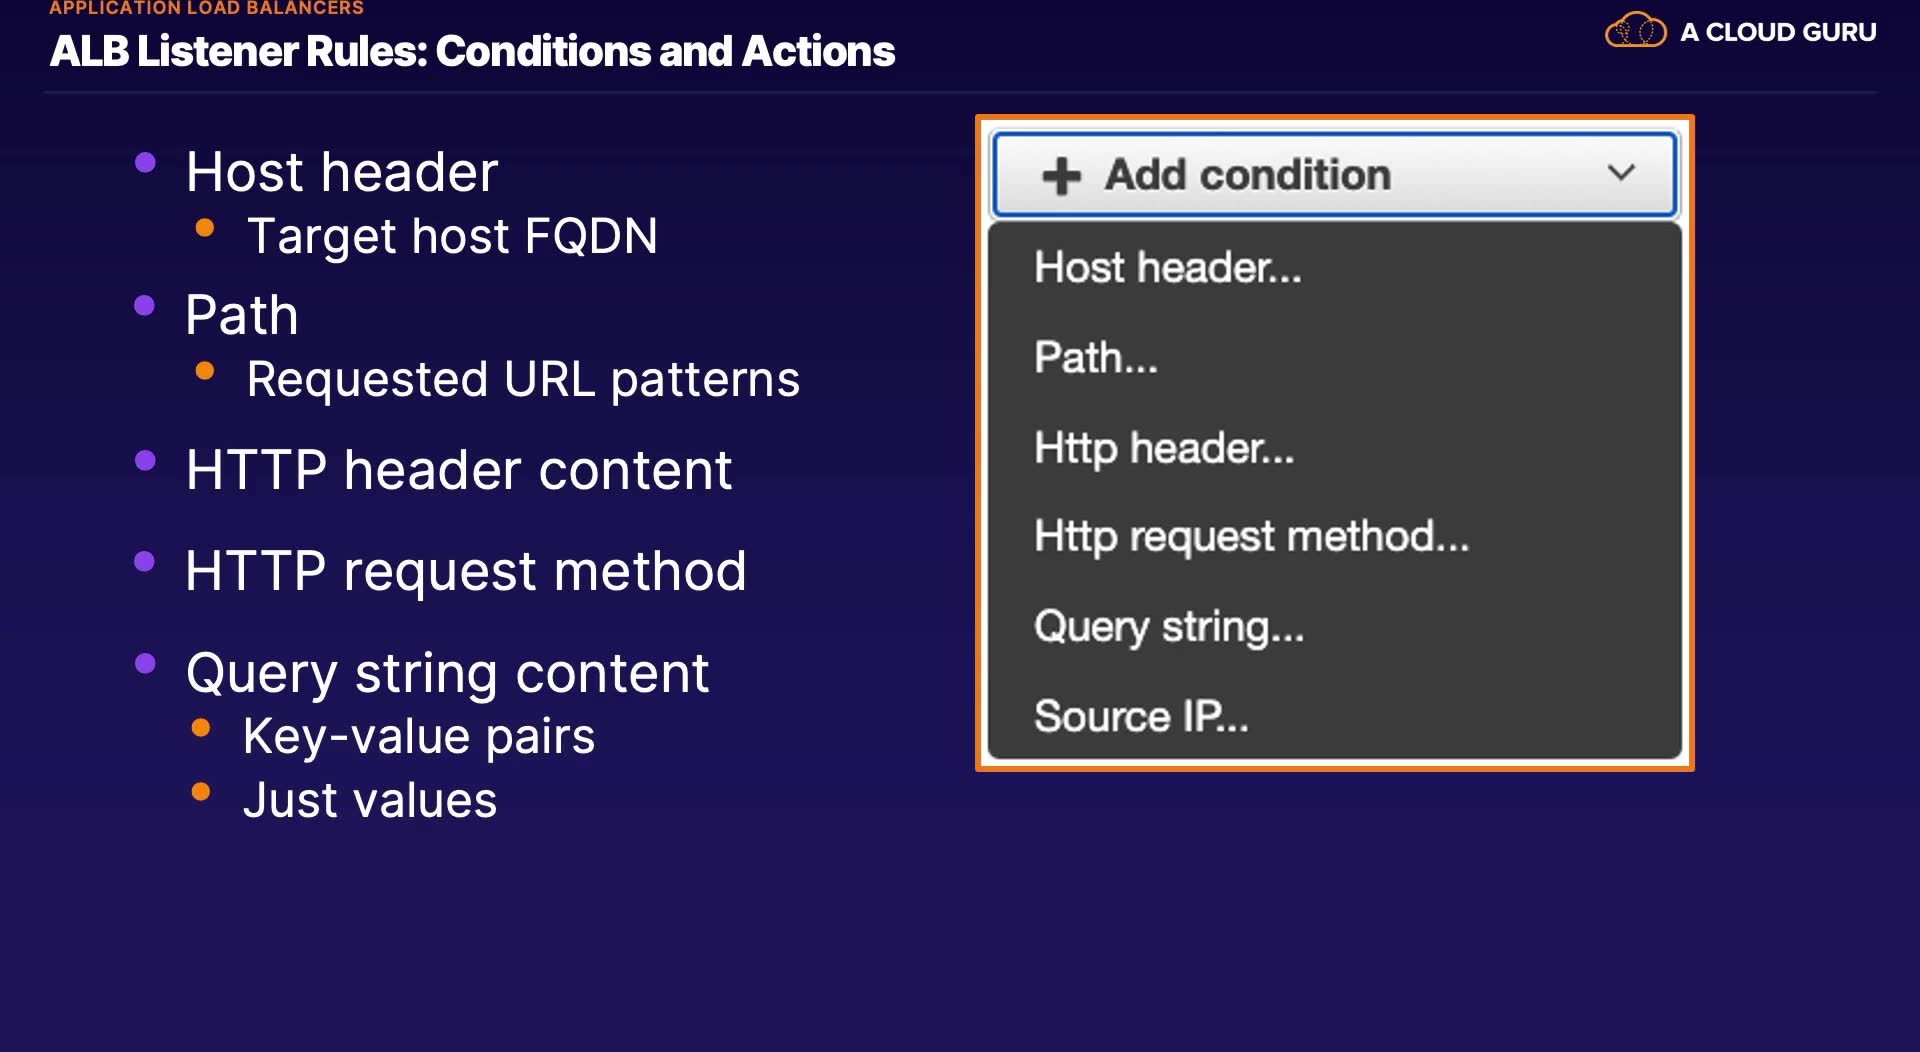 APPLICATION LOAD BALANCERS
ALB Listener Rules: Conditions and Actions
A CLOUD GURU
Host header
Target host FQDN
Path
Requested URL patterns
HTTP header content
HTTP request method
Query string content
Key-value pairs
Just values
Add condition
Host header...
Path...
Http header...
Http request method...
Query string...
Source IP...